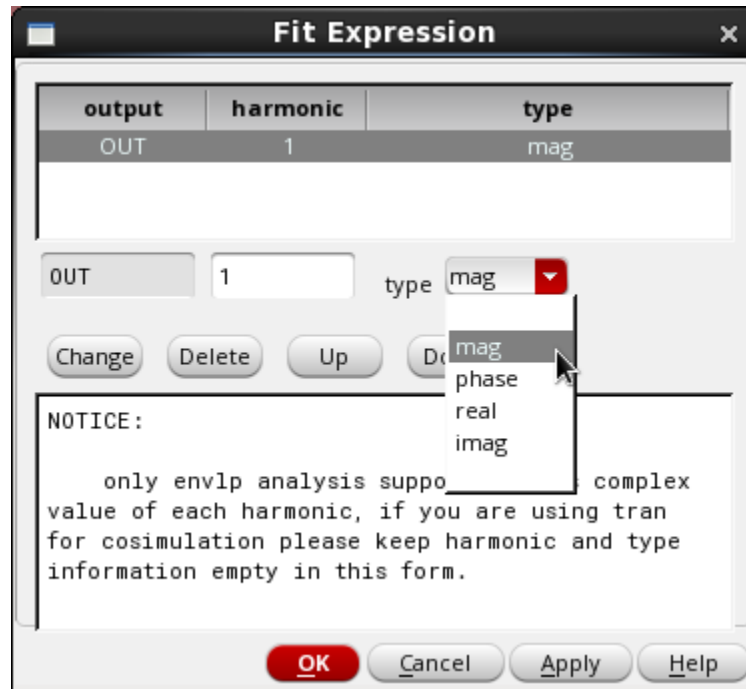 Fit Expression
output harmonic type
OUT 1 mag
OUT 1 type mag
mag
phase
real
imag
Change Delete Up
NOTICE:
only envlp analysis complex
value of each harmonic, if you are using tran
for cosimulation please keep harmonic and type
information empty in this form.
OK Cancel Apply Help